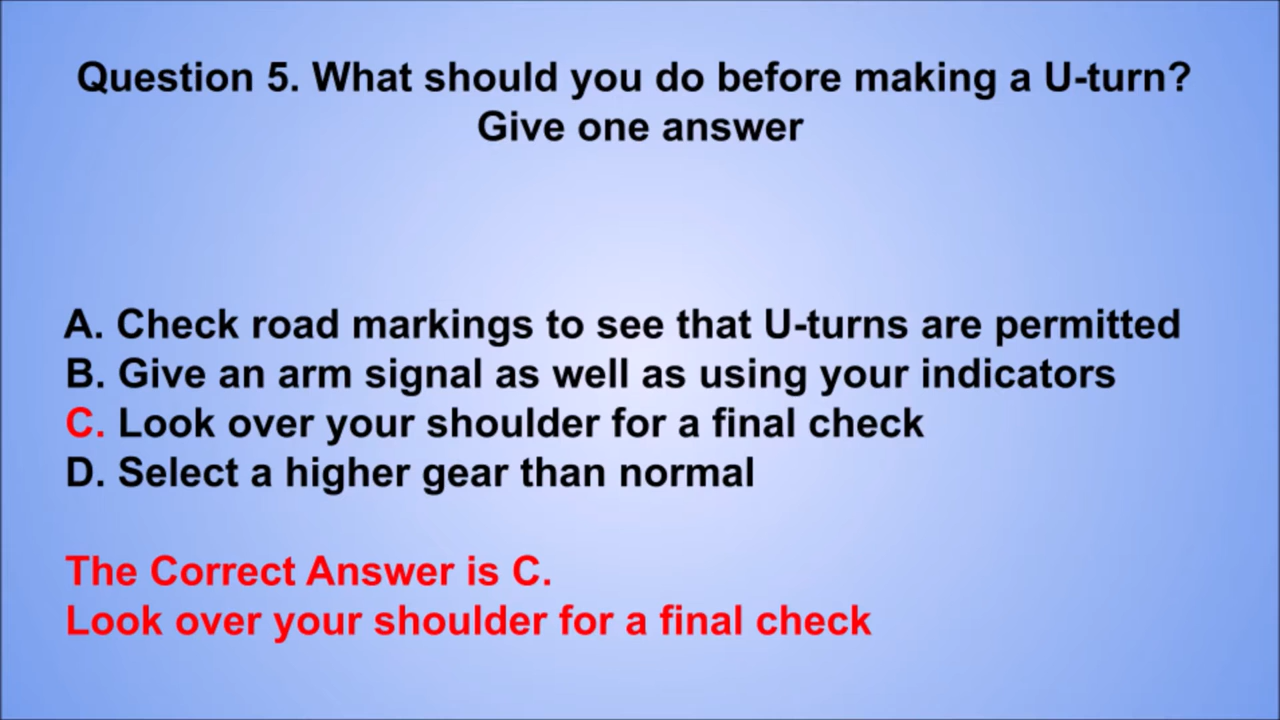 Question 5. What should you do before making a U-turn?
Give one answer
A. Check road markings to see that U-turns are permitted
B. Give an arm signal as well as using your indicators
C. Look over your shoulder for a final check
D. Select a higher gear than normal
The Correct Answer is C.
Look over your shoulder for a final check